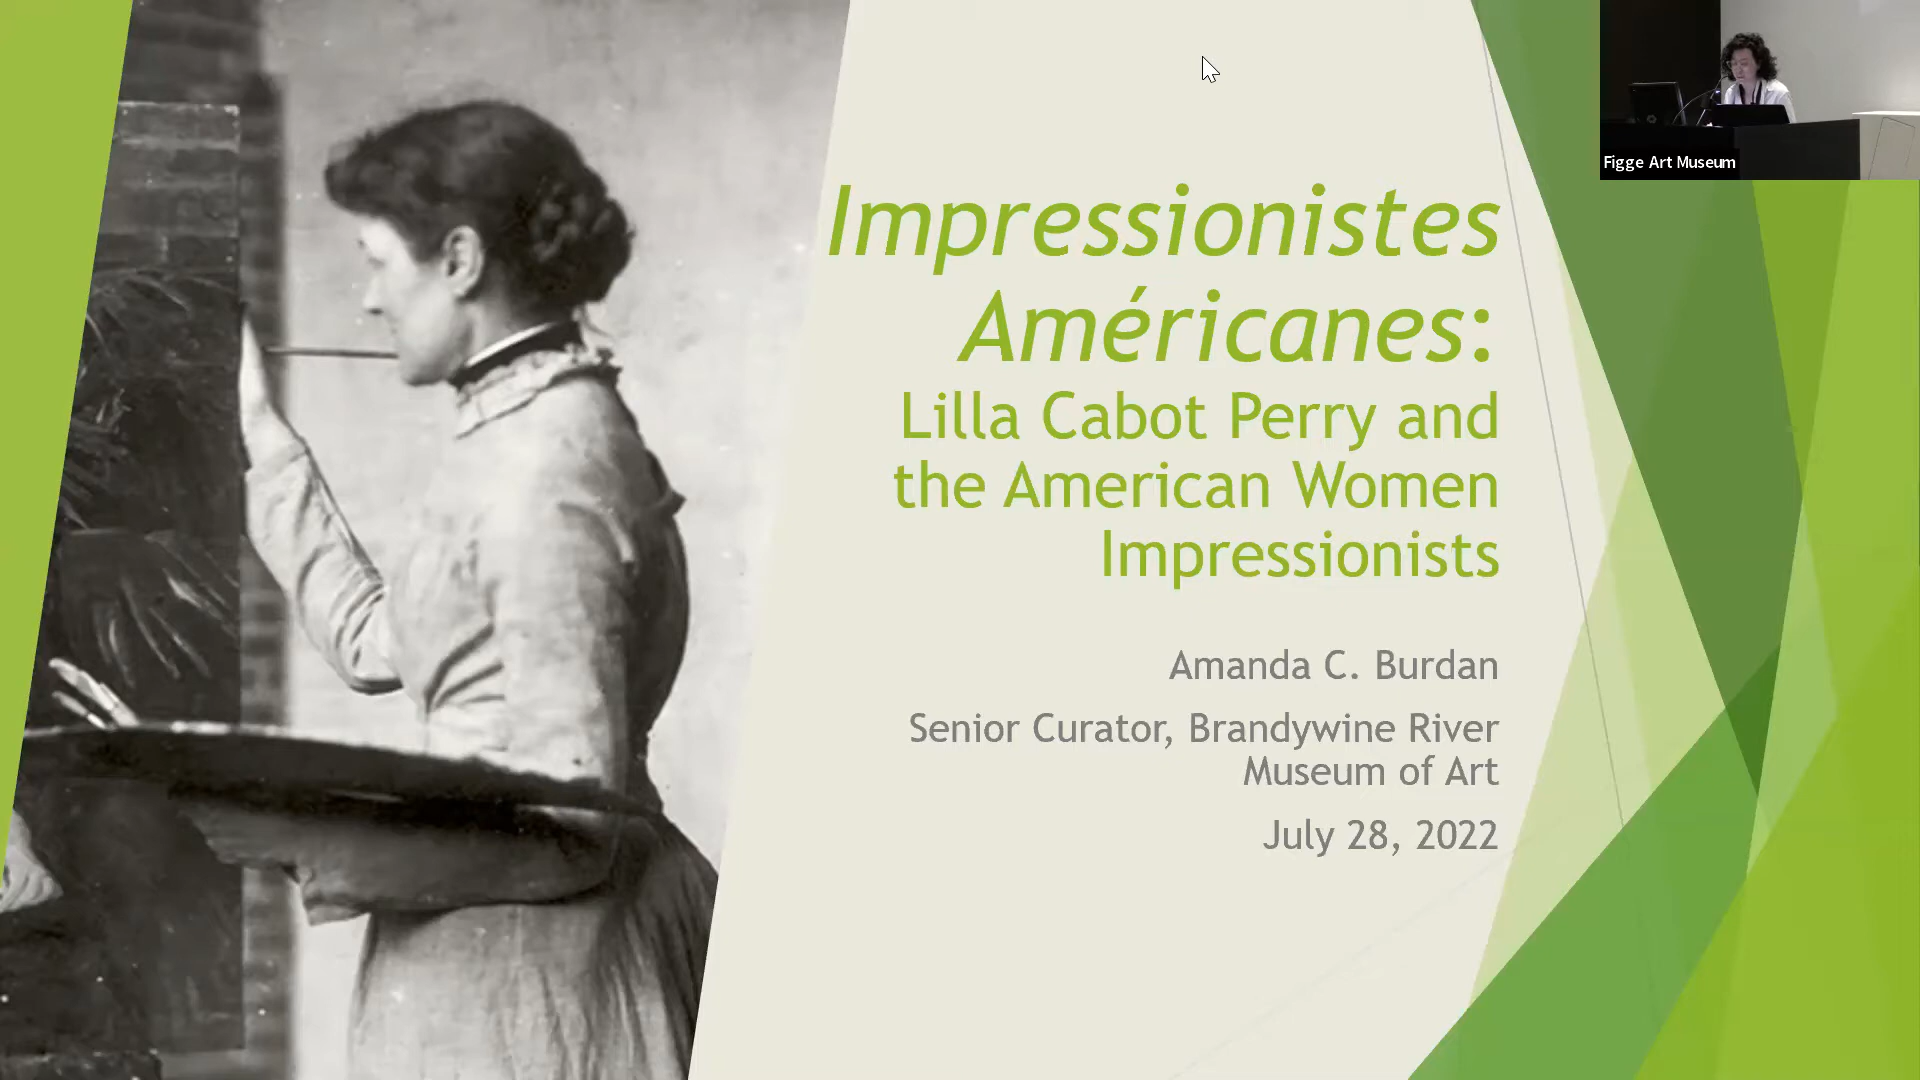 Figge Art Museum
Impressionistes
Américanes:
Lilla Cabot Perry and
the American Women
Impressionists
Amanda C. Burdan
Senior Curator, Brandywine River
Museum of Art
July 28, 2022